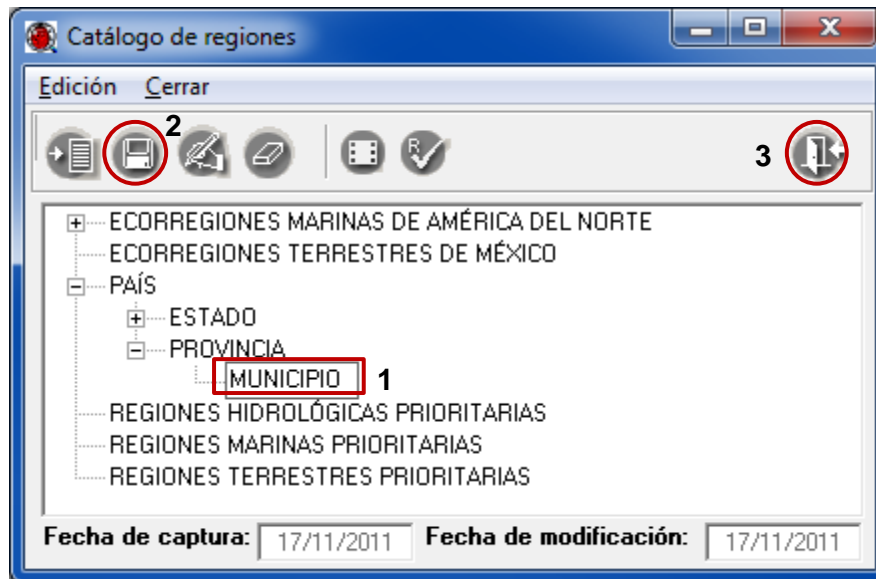 Catálogo de regiones
Edición Cerrar
2
R
3
ECORREGIONES MARINAS DE AMÉRICA DEL NORTE
ECORREGIONES TERRESTRES DE MÉXICO
PAÍS
ESTADO
PROVINCIA
MUNICIPIO 1
REGIONES HIDROLÓGICAS PRIORITARIAS
REGIONES MARINAS PRIORITARIAS
REGIONES TERRESTRES PRIORITARIAS
Fecha de captura: 17/11/2011 Fecha de modificación: 17/11/2011